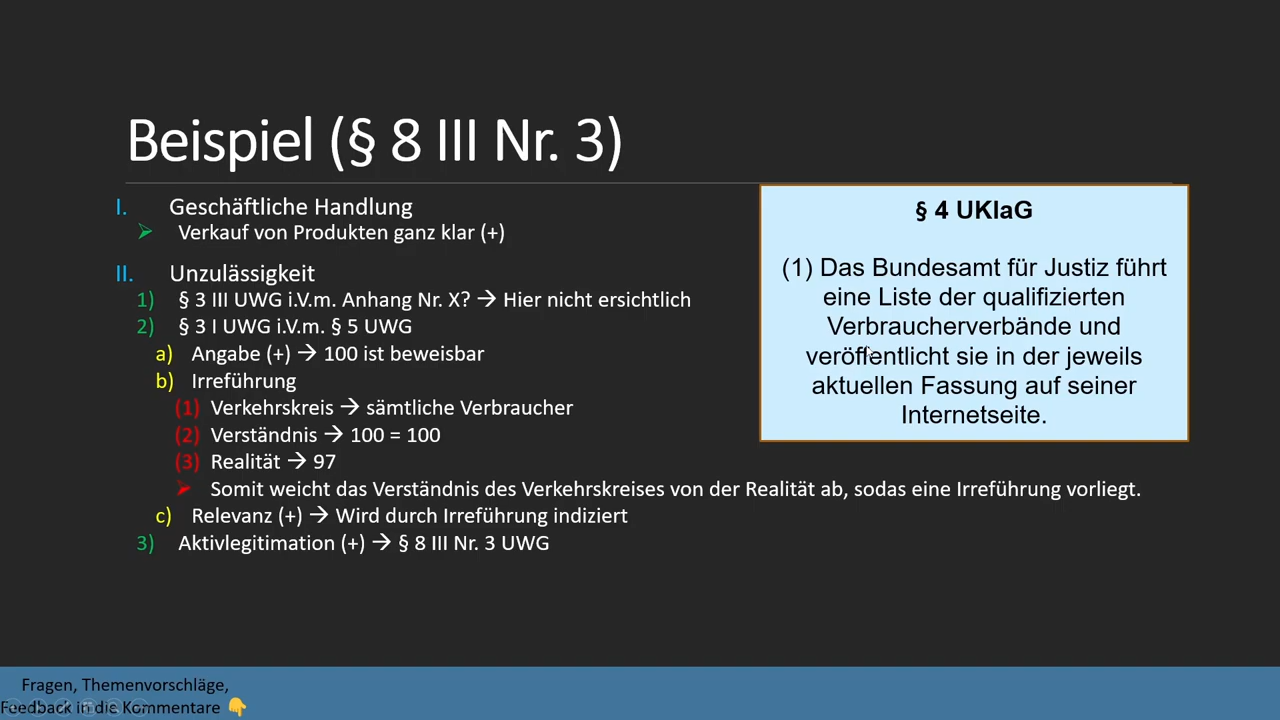 Beispiel (§ 8 III Nr. 3)
I. Geschäftliche Handlung
Verkauf von Produkten ganz klar (+)
II. Unzulässigkeit
1) § 3 III UWG i.V.m. Anhang Nr. X? → Hier nicht ersichtlich
2) § 3 I UWG i.V.m. § 5 UWG
a) Angabe (+) → 100 ist beweisbar
b) Irreführung
(1) Verkehrskreis → sämtliche Verbraucher
(2) Verständnis → 100 = 100
(3) Realität → 97
Somit weicht das Verständnis des Verkehrskreises von der Realität ab, sodas eine Irreführung vorliegt.
c) Relevanz (+) → Wird durch Irreführung indiziert
3) Aktivlegitimation (+) → § 8 III Nr. 3 UWG
§ 4 UKlaG
(1) Das Bundesamt für Justiz führt
eine Liste der qualifizierten
Verbraucherverbände und
veröffentlicht sie in der jeweils
aktuellen Fassung auf seiner
Internetseite.
Fragen, Themenvorschläge,
Feedback in die Kommentare 👇